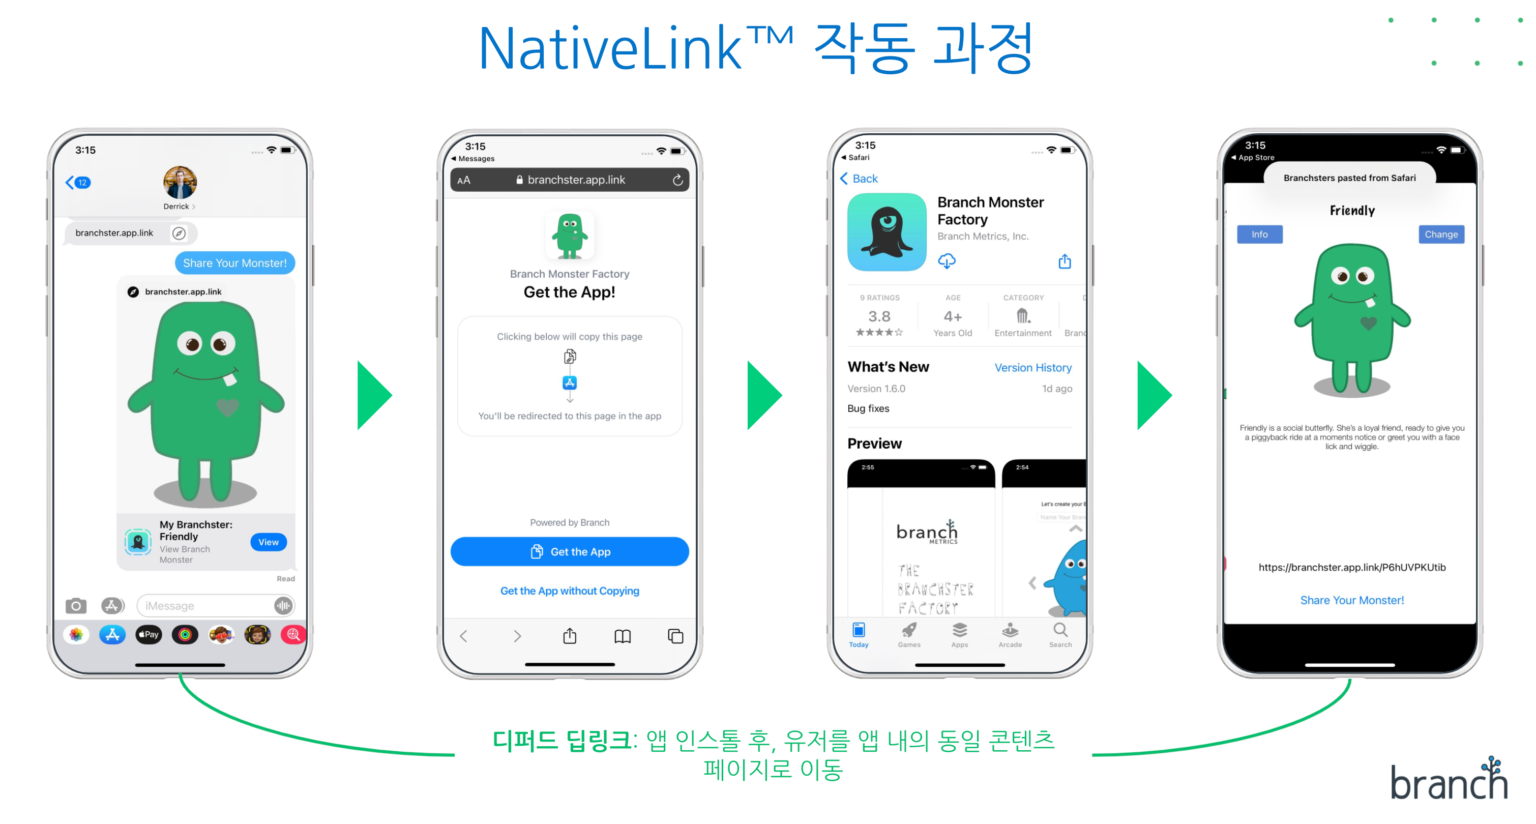 NativeLink™ 작동 과정
3:15
12
Derrick >
branchster.app.link
Share Your Monster!
branchster.app.link
My Branchster:
Friendly
View Branch
Monster
View
Read
iMessage
Pay
3:15
◀ Messages
AA
branchster.app.link
Branch Monster Factory
Get the App!
Clicking below will copy this page
You'll be redirected to this page in the app
Powered by Branch
Get the App
Get the App without Copying
3:15
◀ Safari
Back
Branch Monster
Factory
Branch Metrics, Inc.
9 RATINGS
3.8
★★★★☆
AGE
4+
Years Old
CATEGORY
Entertainment
D
Bran
What's New
Version History
Version 1.6.0
1d ago
Bug fixes
Preview
2:55
branch
METRICS
THE
BRANCHSTER
FACTORY
2:54
Let's create your B
Name Your Bran
Today
Games
Apps
Arcade
Search
3:15
◀ App Store
Branchsters pasted from Safari
Friendly
Info
Change
Friendly is a social butterfly. She's a loyal friend, ready to give you
a piggyback ride at a moments notice or greet you with a face
lick and wiggle.
https://branchster.app.link/P6hUVPKUtib
Share Your Monster!
디퍼드 딥링크: 앱 인스톨 후, 유저를 앱 내의 동일 콘텐츠
페이지로 이동
branch